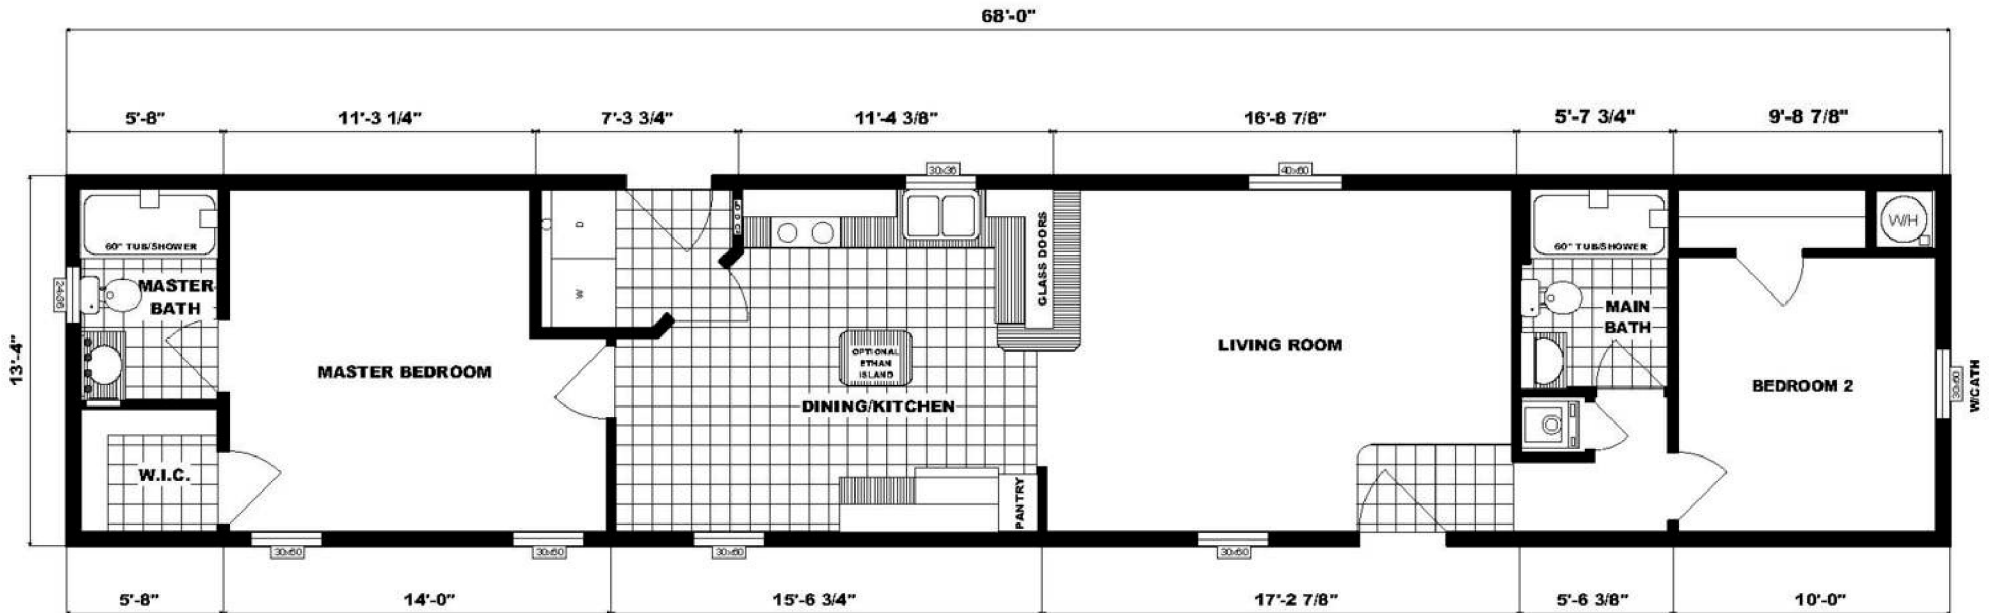 68'-0"
5'-8"
11'-3 1/4"
7'-3 3/4"
11'-4 3/8"
16'-8 7/8"
5'-7 3/4"
9'-8 7/8"
30x36
40x60
60" TUB/SHOWER
D
GLASS DOORS
60" TUB/SHOWER
W/H
24x36
MASTER
BATH
W
MAIN
BATH
13'-4"
MASTER BEDROOM
OPTIONAL
ETHAN
ISLAND
LIVING ROOM
BEDROOM 2
30x60
W/CATH
DINING/KITCHEN
W.I.C.
PANTRY
30x60
30x60
30x60
30x60
5'-8"
14'-0"
15'-6 3/4"
17'-2 7/8"
5'-6 3/8"
10'-0"